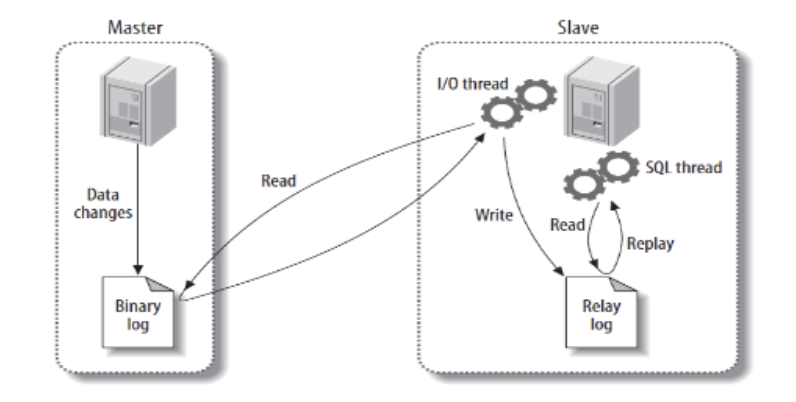 Master
Slave
I/O thread
SQL thread
Data
changes
Read
Write
Read
Replay
Binary
log
Relay
log